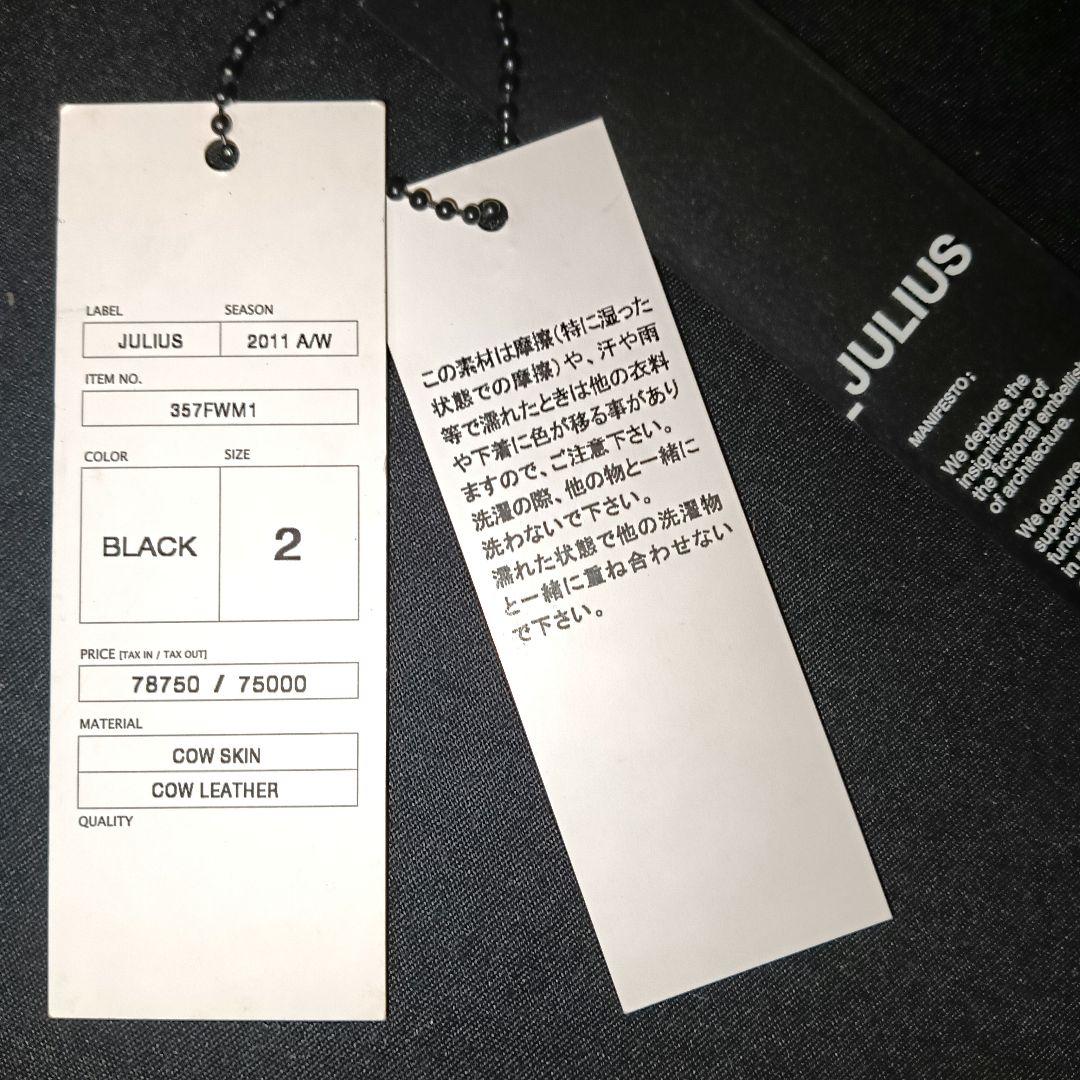 LABEL SEASON
JULIUS 2011 A/W
ITEM NO.
357FWM1
COLOR SIZE
BLACK 2
PRICE [TAX IN / TAX OUT]
78750 / 75000
MATERIAL
COW SKIN
COW LEATHER
QUALITY
この素材は摩擦(特に湿った
状態での摩擦)や、汗や雨
等で濡れたときは他の衣料
や下着に色が移る事があり
ますので、ご注意下さい。
洗濯の際、他の物と一緒に
洗わないで下さい。
濡れた状態で他の洗濯物
と一緒に重ね合わせない
で下さい。
_JULIUS
MANIFESTO:
We deplore the
insignificance of
the fictional
of architecture.
We deplore
in